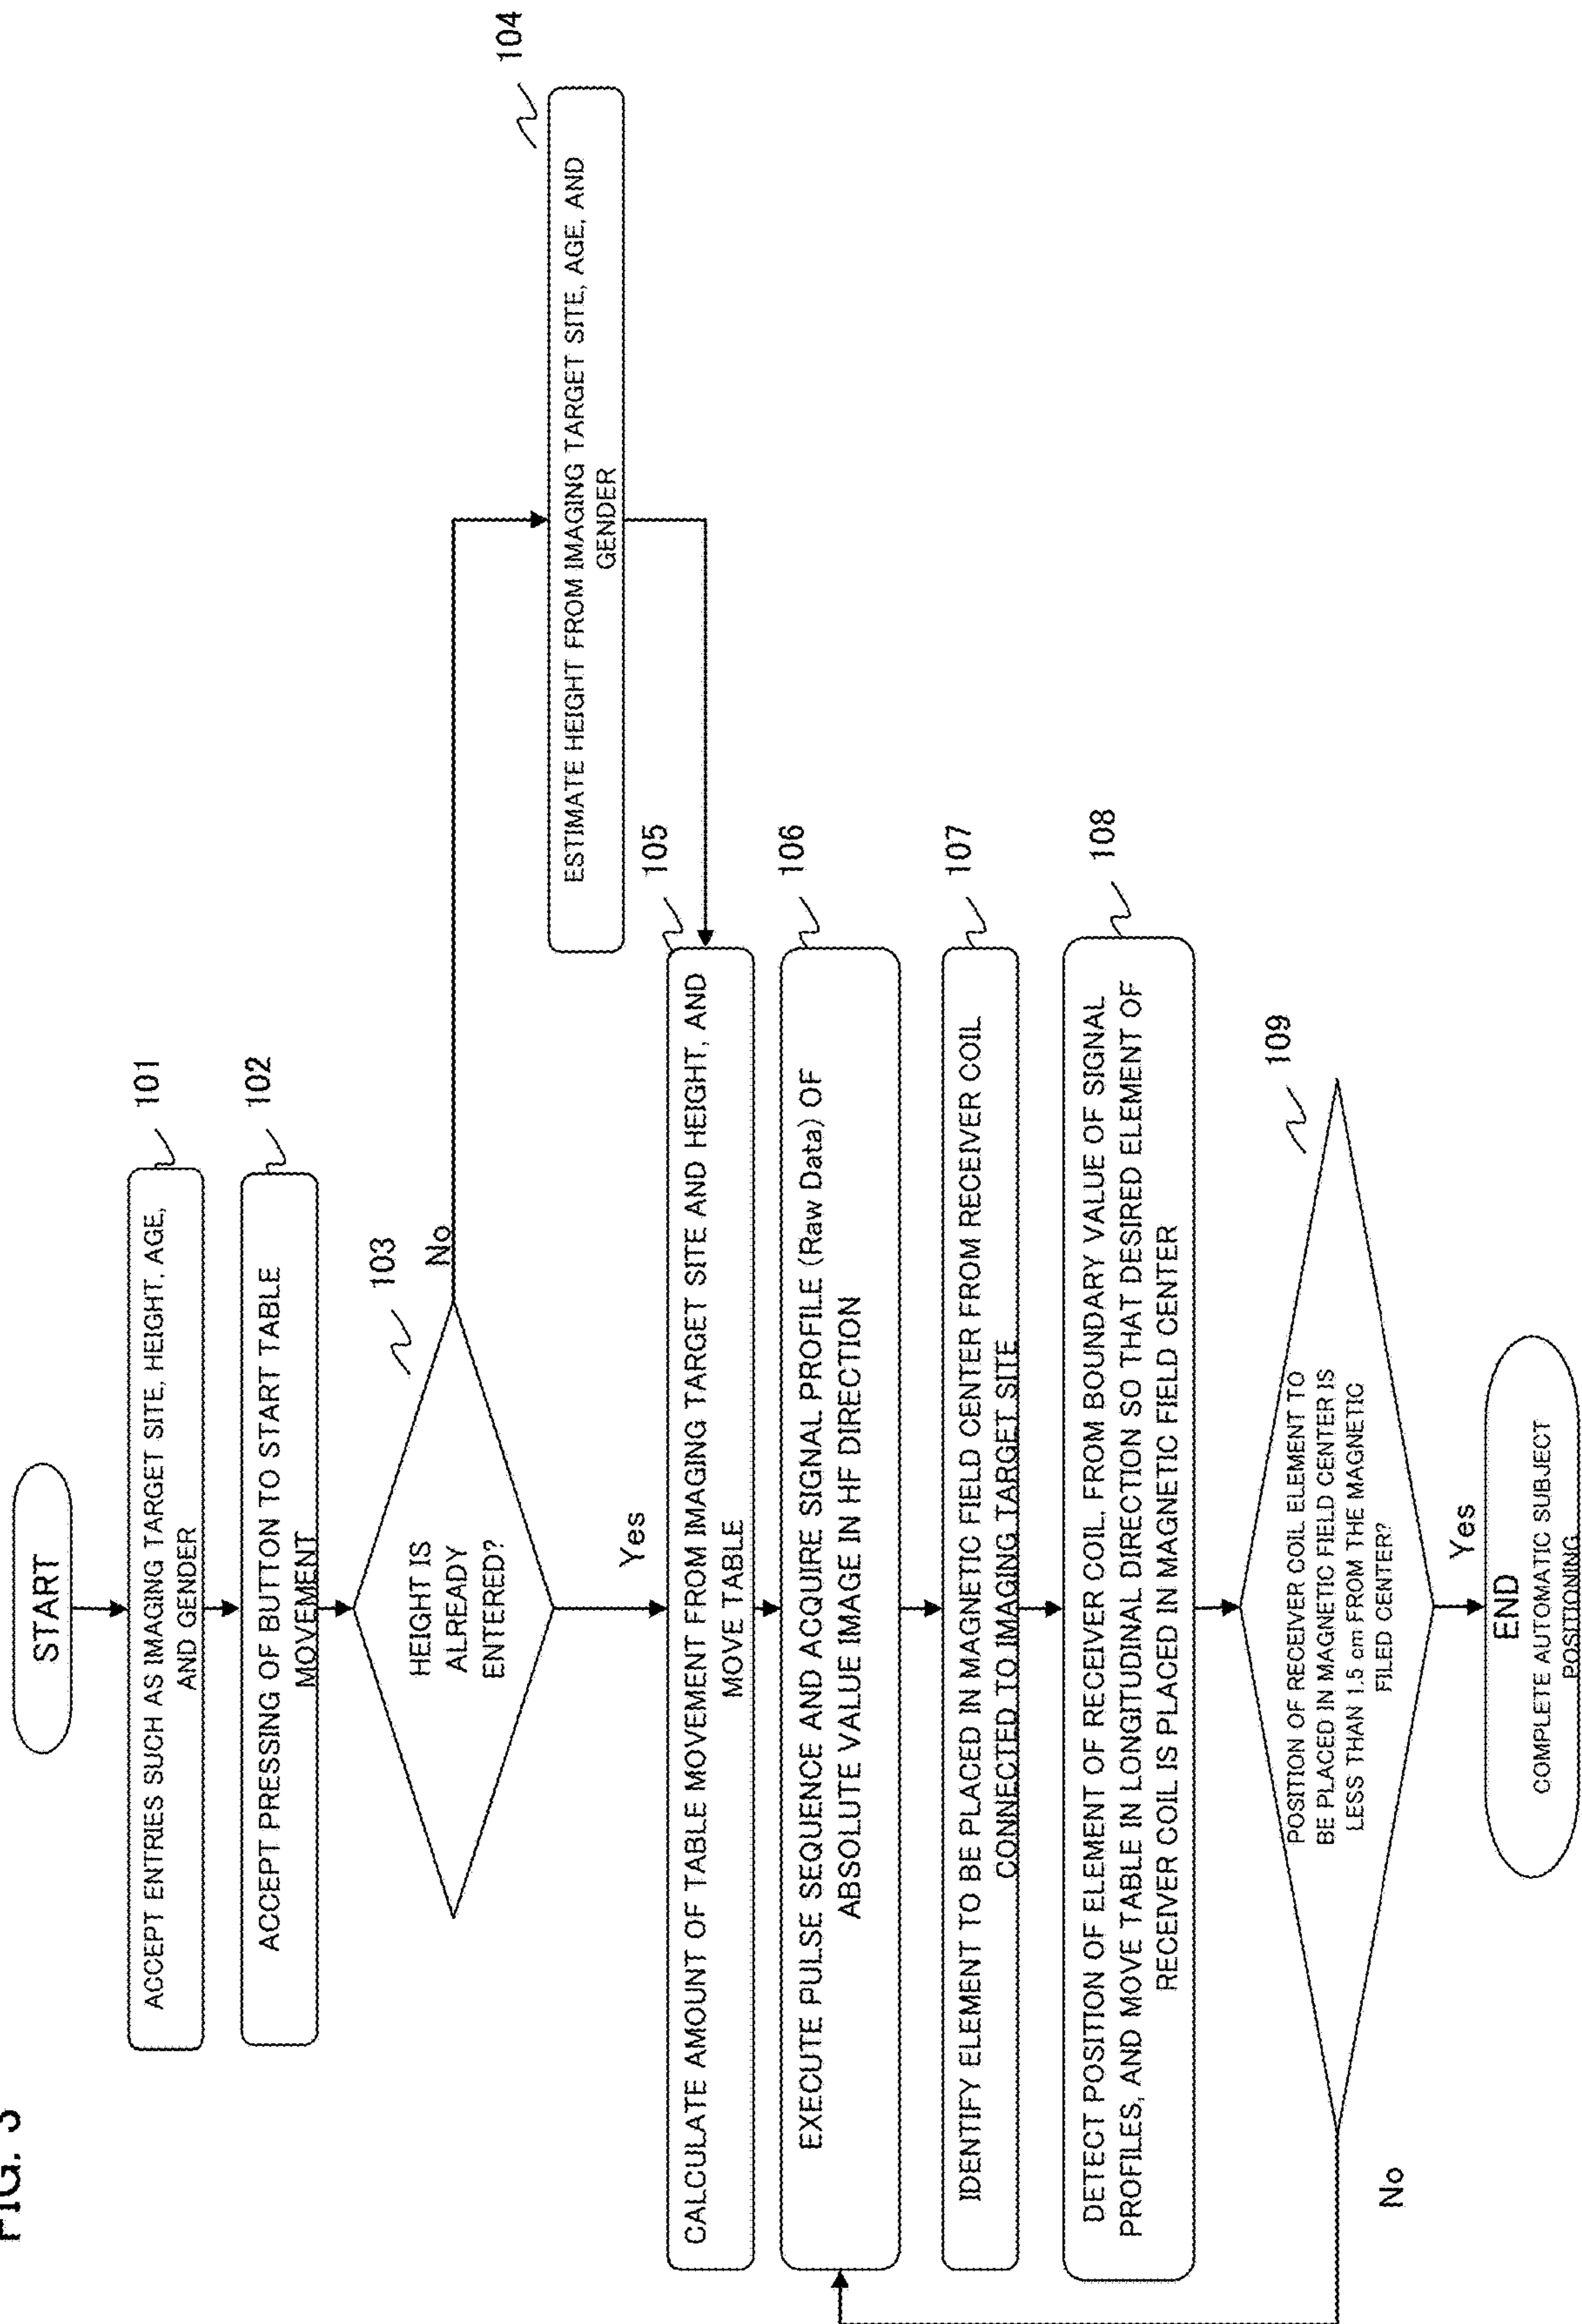 FIG. 3
START
ACCEPT ENTRIES SUCH AS IMAGING TARGET SITE, HEIGHT, AGE,
AND GENDER
101
ACCEPT PRESSING OF BUTTON TO START TABLE
MOVEMENT
102
HEIGHT IS
ALREADY
ENTERED?
103
No
Yes
ESTIMATE HEIGHT FROM IMAGING TARGET SITE, AGE, AND
GENDER
104
CALCULATE AMOUNT OF TABLE MOVEMENT FROM IMAGING TARGET SITE AND HEIGHT, AND
MOVE TABLE
105
EXECUTE PULSE SEQUENCE AND ACQUIRE SIGNAL PROFILE (Raw Data) OF
ABSOLUTE VALUE IMAGE IN HF DIRECTION
106
IDENTIFY ELEMENT TO BE PLACED IN MAGNETIC FIELD CENTER FROM RECEIVER COIL
CONNECTED TO IMAGING TARGET SITE
107
DETECT POSITION OF ELEMENT OF RECEIVER COIL, FROM BOUNDARY VALUE OF SIGNAL
PROFILES, AND MOVE TABLE IN LONGITUDINAL DIRECTION SO THAT DESIRED ELEMENT OF
RECEIVER COIL IS PLACED IN MAGNETIC FIELD CENTER
108
POSITION OF RECEIVER COIL ELEMENT TO
BE PLACED IN MAGNETIC FIELD CENTER IS
LESS THAN 1.5 cm FROM THE MAGNETIC
FILED CENTER?
109
No
Yes
END
COMPLETE AUTOMATIC SUBJECT
POSITIONING